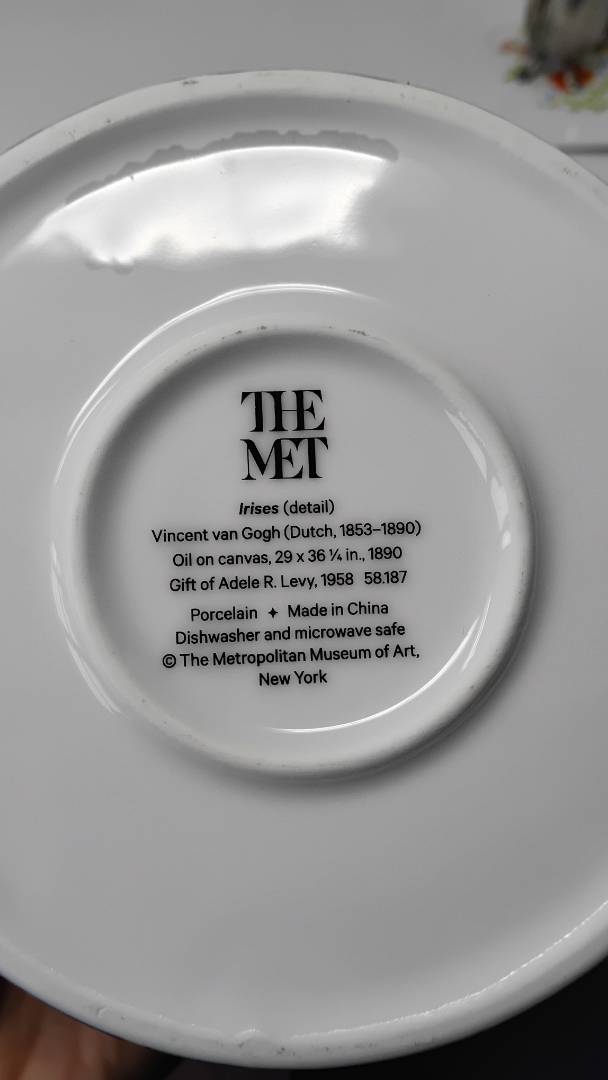 THE
MET
Irises (detail)
Vincent van Gogh (Dutch, 1853–1890)
Oil on canvas, 29 x 36 ¼ in., 1890
Gift of Adele R. Levy, 1958 58.187
Porcelain ✦ Made in China
Dishwasher and microwave safe
© The Metropolitan Museum of Art,
New York